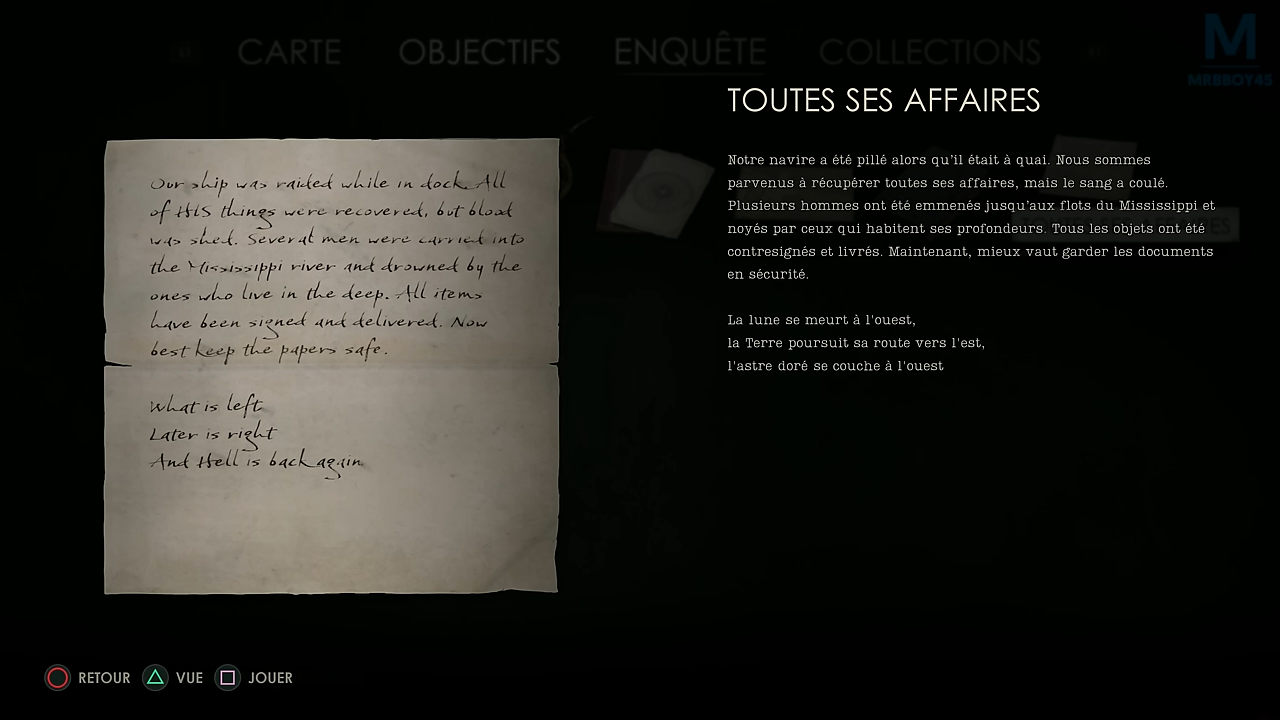 CARTE OBJECTIFS ENQUÊTE COLLECTIONS
M
MREBOY45
TOUTES SES AFFAIRES
Our ship was raided while in dock. All
of HIS things were recovered, but blood
was shed. Several men were carried into
the Mississippi river and drowned by the
ones who live in the deep. All items
have been signed and delivered. Now
best keep the papers safe.
What is left
Later is right
And Hell is back again
Notre navire a été pillé alors qu'il était à quai. Nous sommes
parvenus à récupérer toutes ses affaires, mais le sang a coulé.
Plusieurs hommes ont été emmenés jusqu'aux flots du Mississippi et
noyés par ceux qui habitent ses profondeurs. Tous les objets ont été
contresignés et livrés. Maintenant, mieux vaut garder les documents
en sécurité.
La lune se meurt à l'ouest,
la Terre poursuit sa route vers l'est,
l'astre doré se couche à l'ouest
TOUTES SES AFFAIRES
RETOUR VUE JOUER